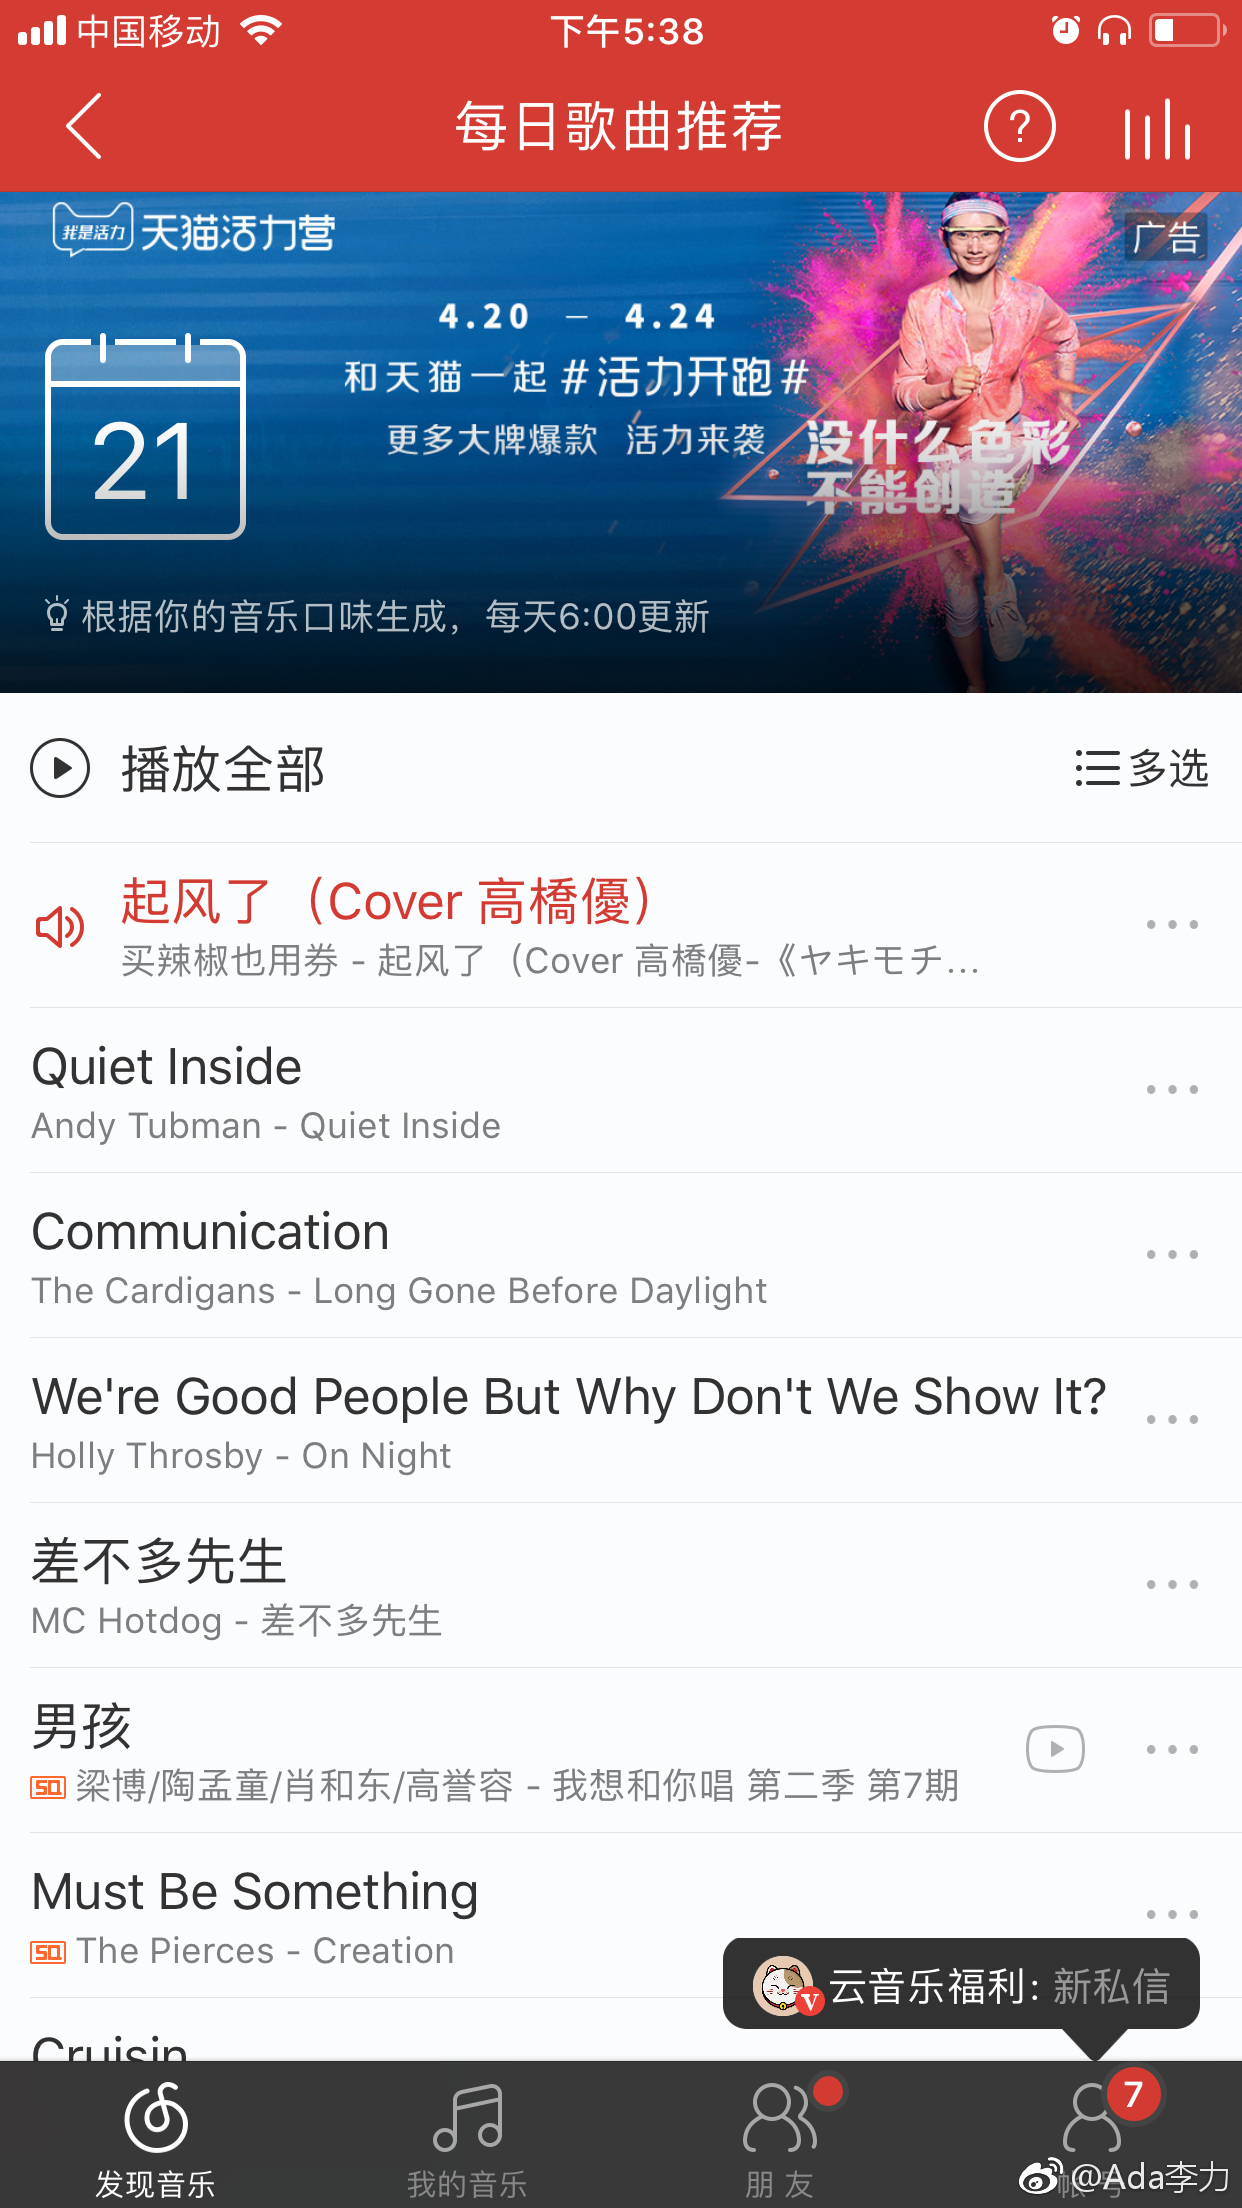 中国移动
下午5:38
每日歌曲推荐
?
我是活力
天猫活力营
广告
4.20 — 4.24
和天猫一起#活力开跑#
更多大牌爆款 活力来袭
没什么色彩
不能创造
21
根据你的音乐口味生成，每天6:00更新
播放全部
多选
起风了（Cover 高橋優）
买辣椒也用券 - 起风了（Cover 高橋優-《ヤキモチ...
Quiet Inside
Andy Tubman - Quiet Inside
Communication
The Cardigans - Long Gone Before Daylight
We're Good People But Why Don't We Show It?
Holly Throsby - On Night
差不多先生
MC Hotdog - 差不多先生
男孩
SQ 梁博/陶孟童/肖和东/高誉容 - 我想和你唱 第二季 第7期
Must Be Something
SQ The Pierces - Creation
V 云音乐福利：新私信
Cruisin
7
发现音乐
我的音乐
朋友
帐号
@Ada李力